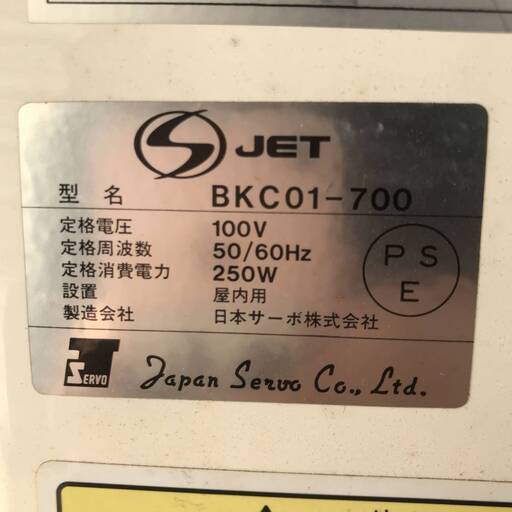 JET
型名 BKC01-700
定格電圧 100V
定格周波数 50/60Hz
定格消費電力 250W
設置 屋内用
製造会社 日本サーボ株式会社
PS
E
SERVO Japan Servo Co., Ltd.